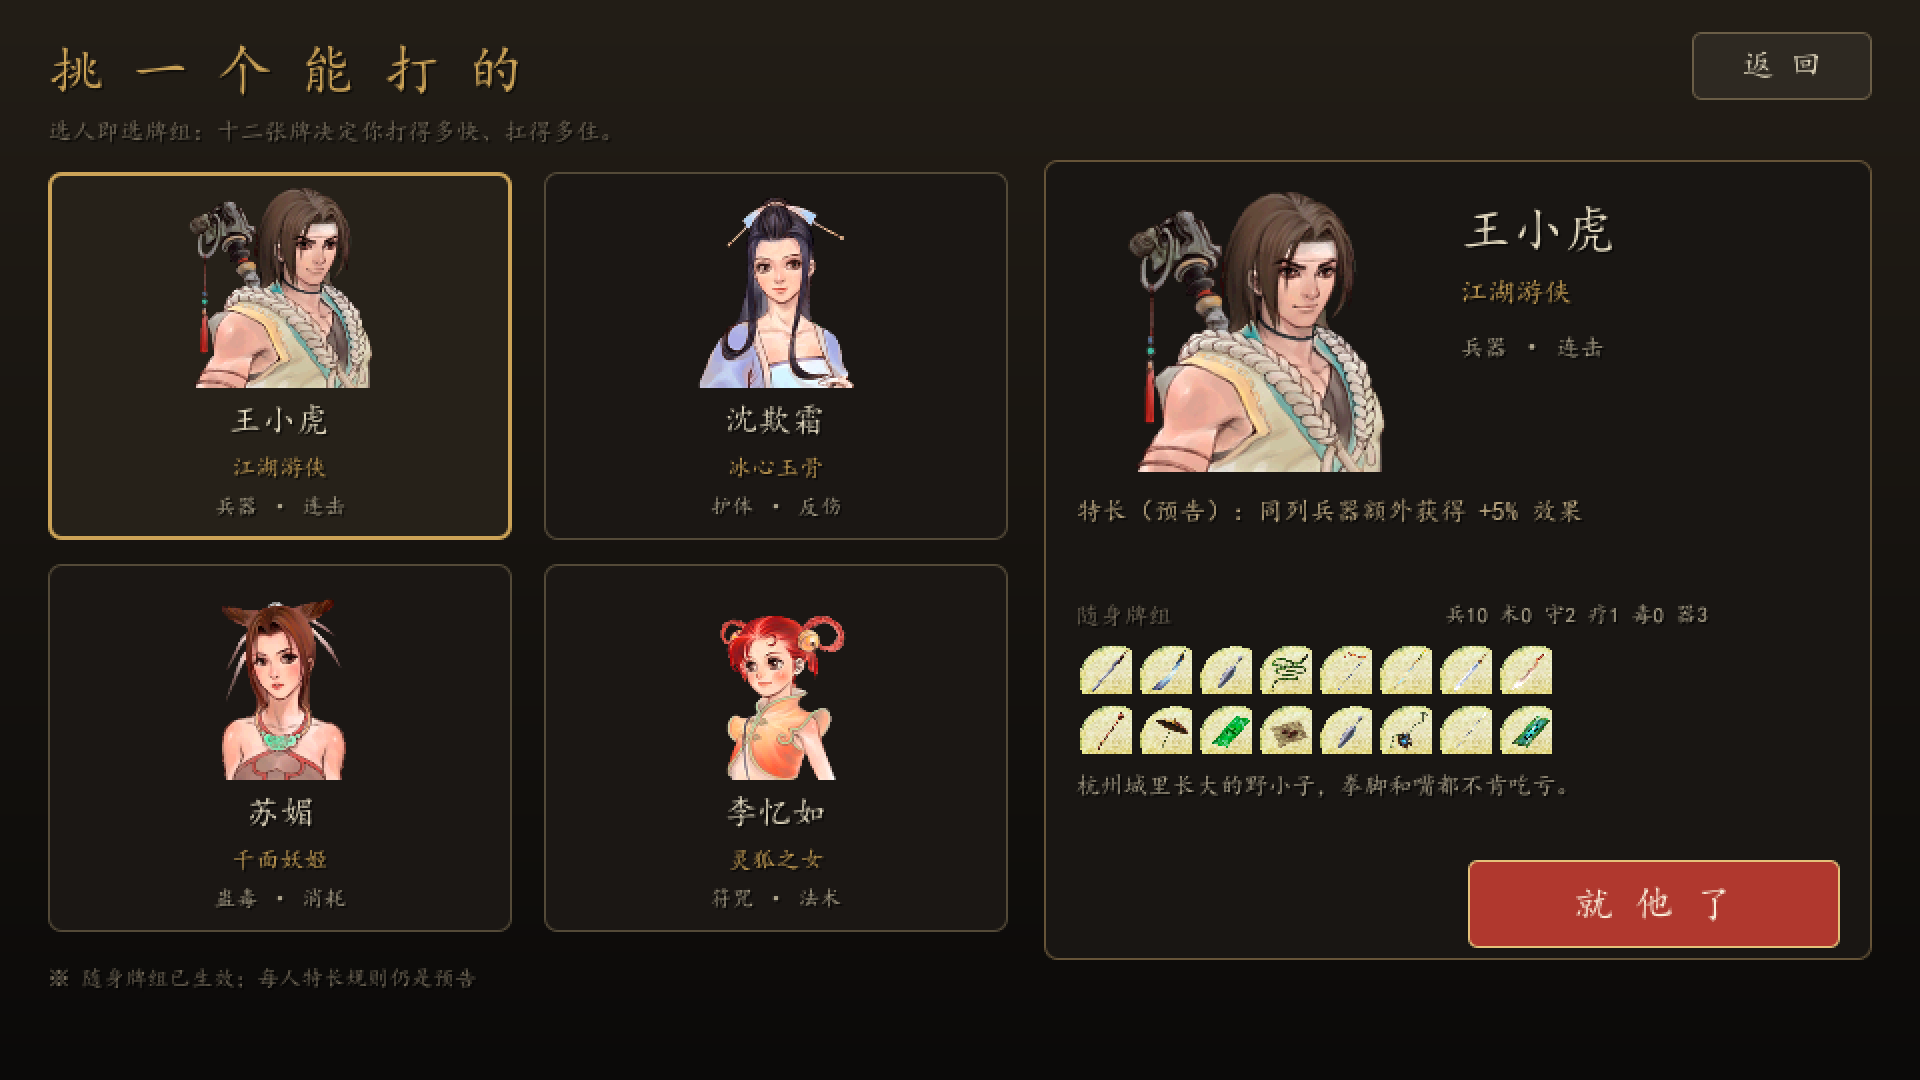 挑一个能打的
返回
选人即选牌组：十二张牌决定你打得多快、扛得多住。
王小虎
江湖游侠
兵器 · 连击
沈欺霜
冰心玉骨
护体 · 反伤
苏媚
千面妖姬
蛊毒 · 消耗
李忆如
灵狐之女
符咒 · 法术
王小虎
江湖游侠
兵器 · 连击
特长（预告）：同列兵器额外获得 +5% 效果
随身牌组
兵10 术0 守2 疗1 毒0 器3
杭州城里长大的野小子，拳脚和嘴都不肯吃亏。
就他了
※ 随身牌组已生效；每人特长规则仍是预告